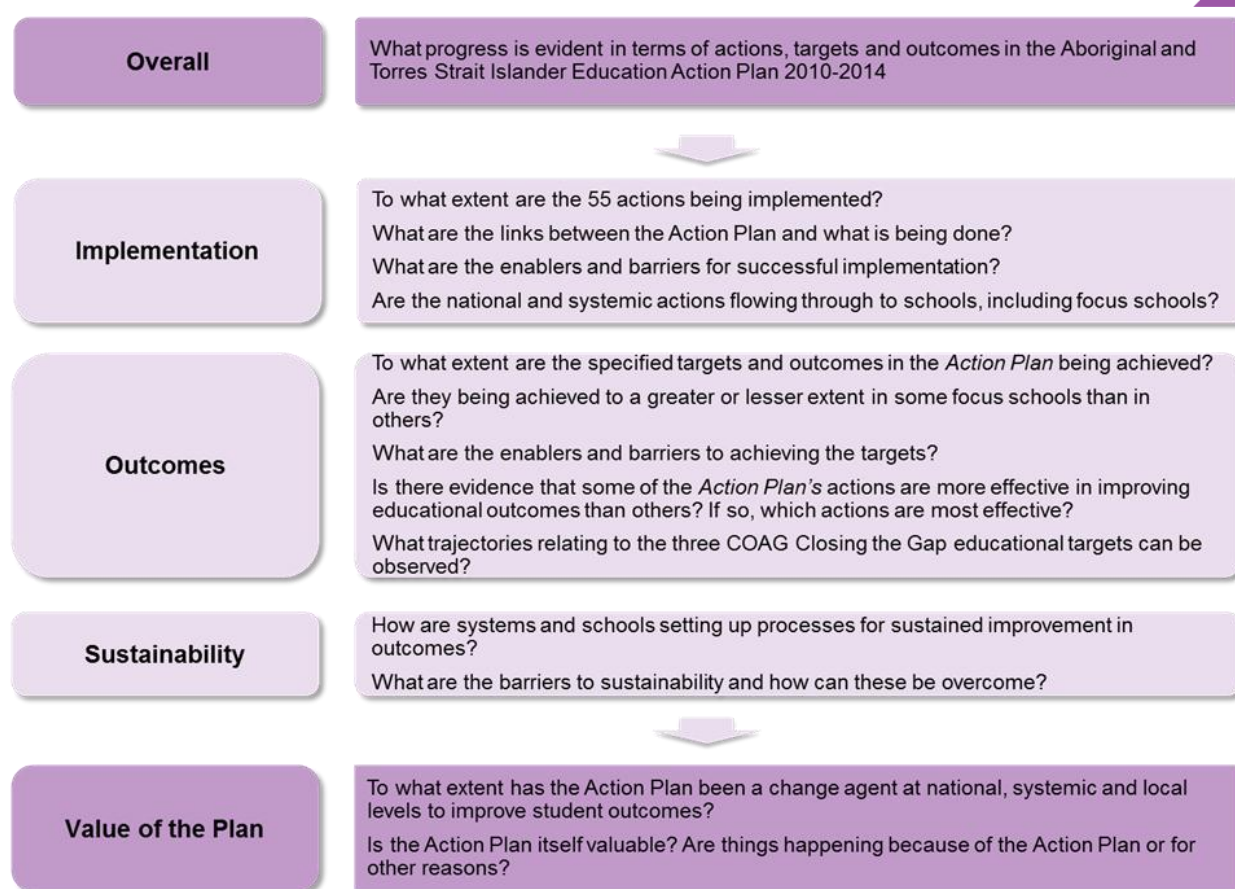 Overall
What progress is evident in terms of actions, targets and outcomes in the Aboriginal and
Torres Strait Islander Education Action Plan 2010-2014
Implementation
To what extent are the 55 actions being implemented?
What are the links between the Action Plan and what is being done?
What are the enablers and barriers for successful implementation?
Are the national and systemic actions flowing through to schools, including focus schools?
Outcomes
To what extent are the specified targets and outcomes in the Action Plan being achieved?
Are they being achieved to a greater or lesser extent in some focus schools than in
others?
What are the enablers and barriers to achieving the targets?
Is there evidence that some of the Action Plan's actions are more effective in improving
educational outcomes than others? If so, which actions are most effective?
What trajectories relating to the three COAG Closing the Gap educational targets can be
observed?
Sustainability
How are systems and schools setting up processes for sustained improvement in
outcomes?
What are the barriers to sustainability and how can these be overcome?
Value of the Plan
To what extent has the Action Plan been a change agent at national, systemic and local
levels to improve student outcomes?
Is the Action Plan itself valuable? Are things happening because of the Action Plan or for
other reasons?